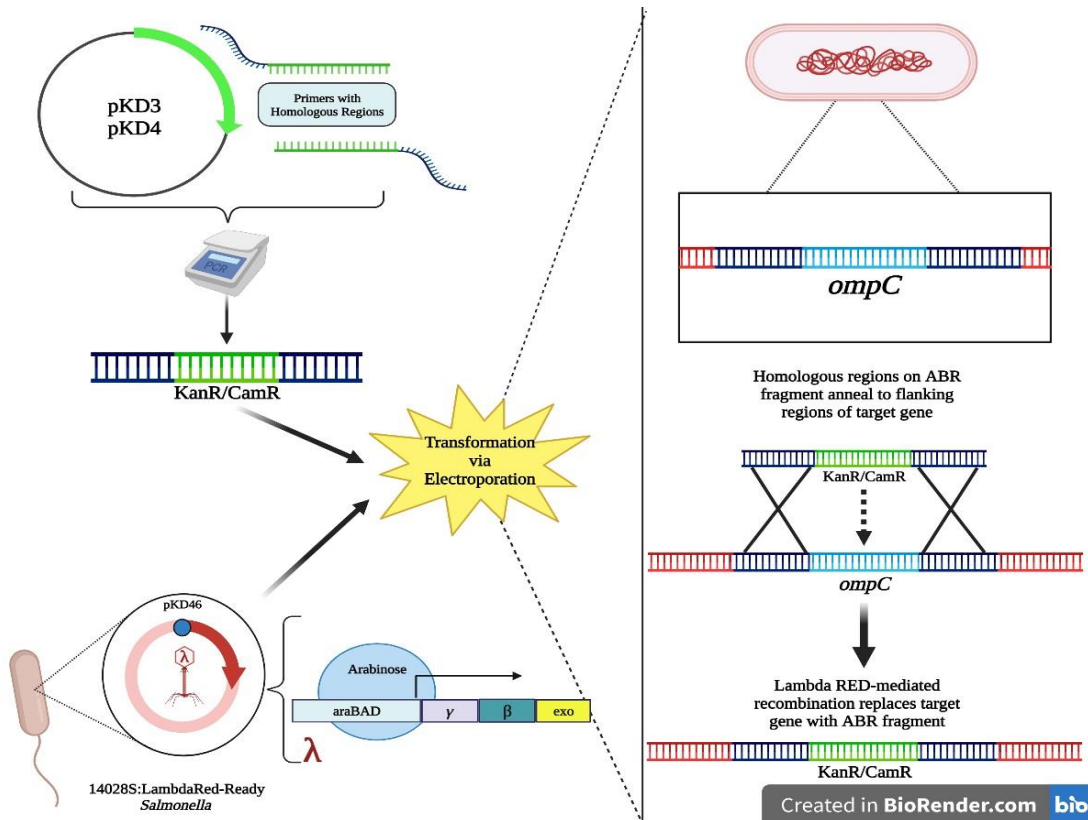 pKD3
pKD4
Primers with
Homologous Regions
PCR
KanR/CamR
Transformation
via
Electroporation
pKD46
λ
Arabinose
araBAD
γ
β
exo
λ
14028S:LambdaRed-Ready
Salmonella
ompC
Homologous regions on ABR
fragment anneal to flanking
regions of target gene
KanR/CamR
ompC
Lambda RED-mediated
recombination replaces target
gene with ABR fragment
KanR/CamR
Created in BioRender.com
bio